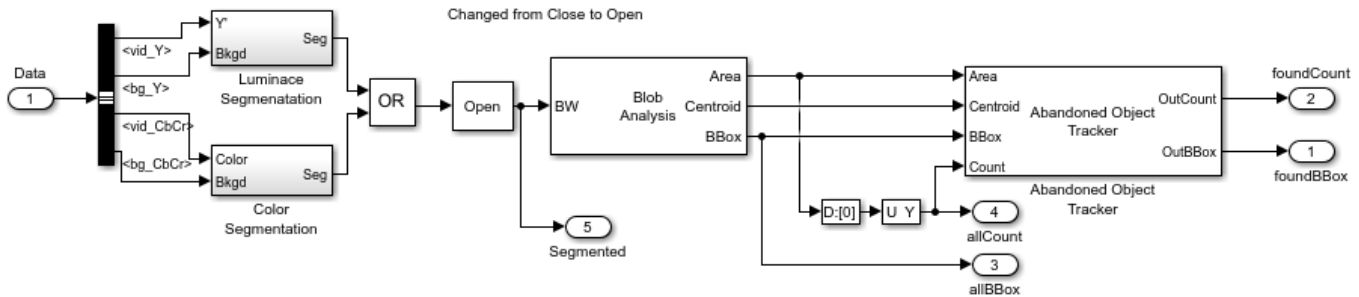 Changed from Close to Open
Data
1
<vid_Y>
<bg_Y>
<vid_CbCr>
<bg_CbCr>
Y'
Bkgd
Seg
Luminace
Segmenatation
Color
Bkgd
Seg
Color
Segmentation
OR
Open
5
Segmented
BW
Blob
Analysis
Area
Centroid
BBox
D:[0]
U Y
Area
Centroid
BBox
Count
Abandoned Object
Tracker
OutCount
OutBBox
Abandoned Object
Tracker
foundCount
2
1
foundBBox
4
allCount
3
allBBox